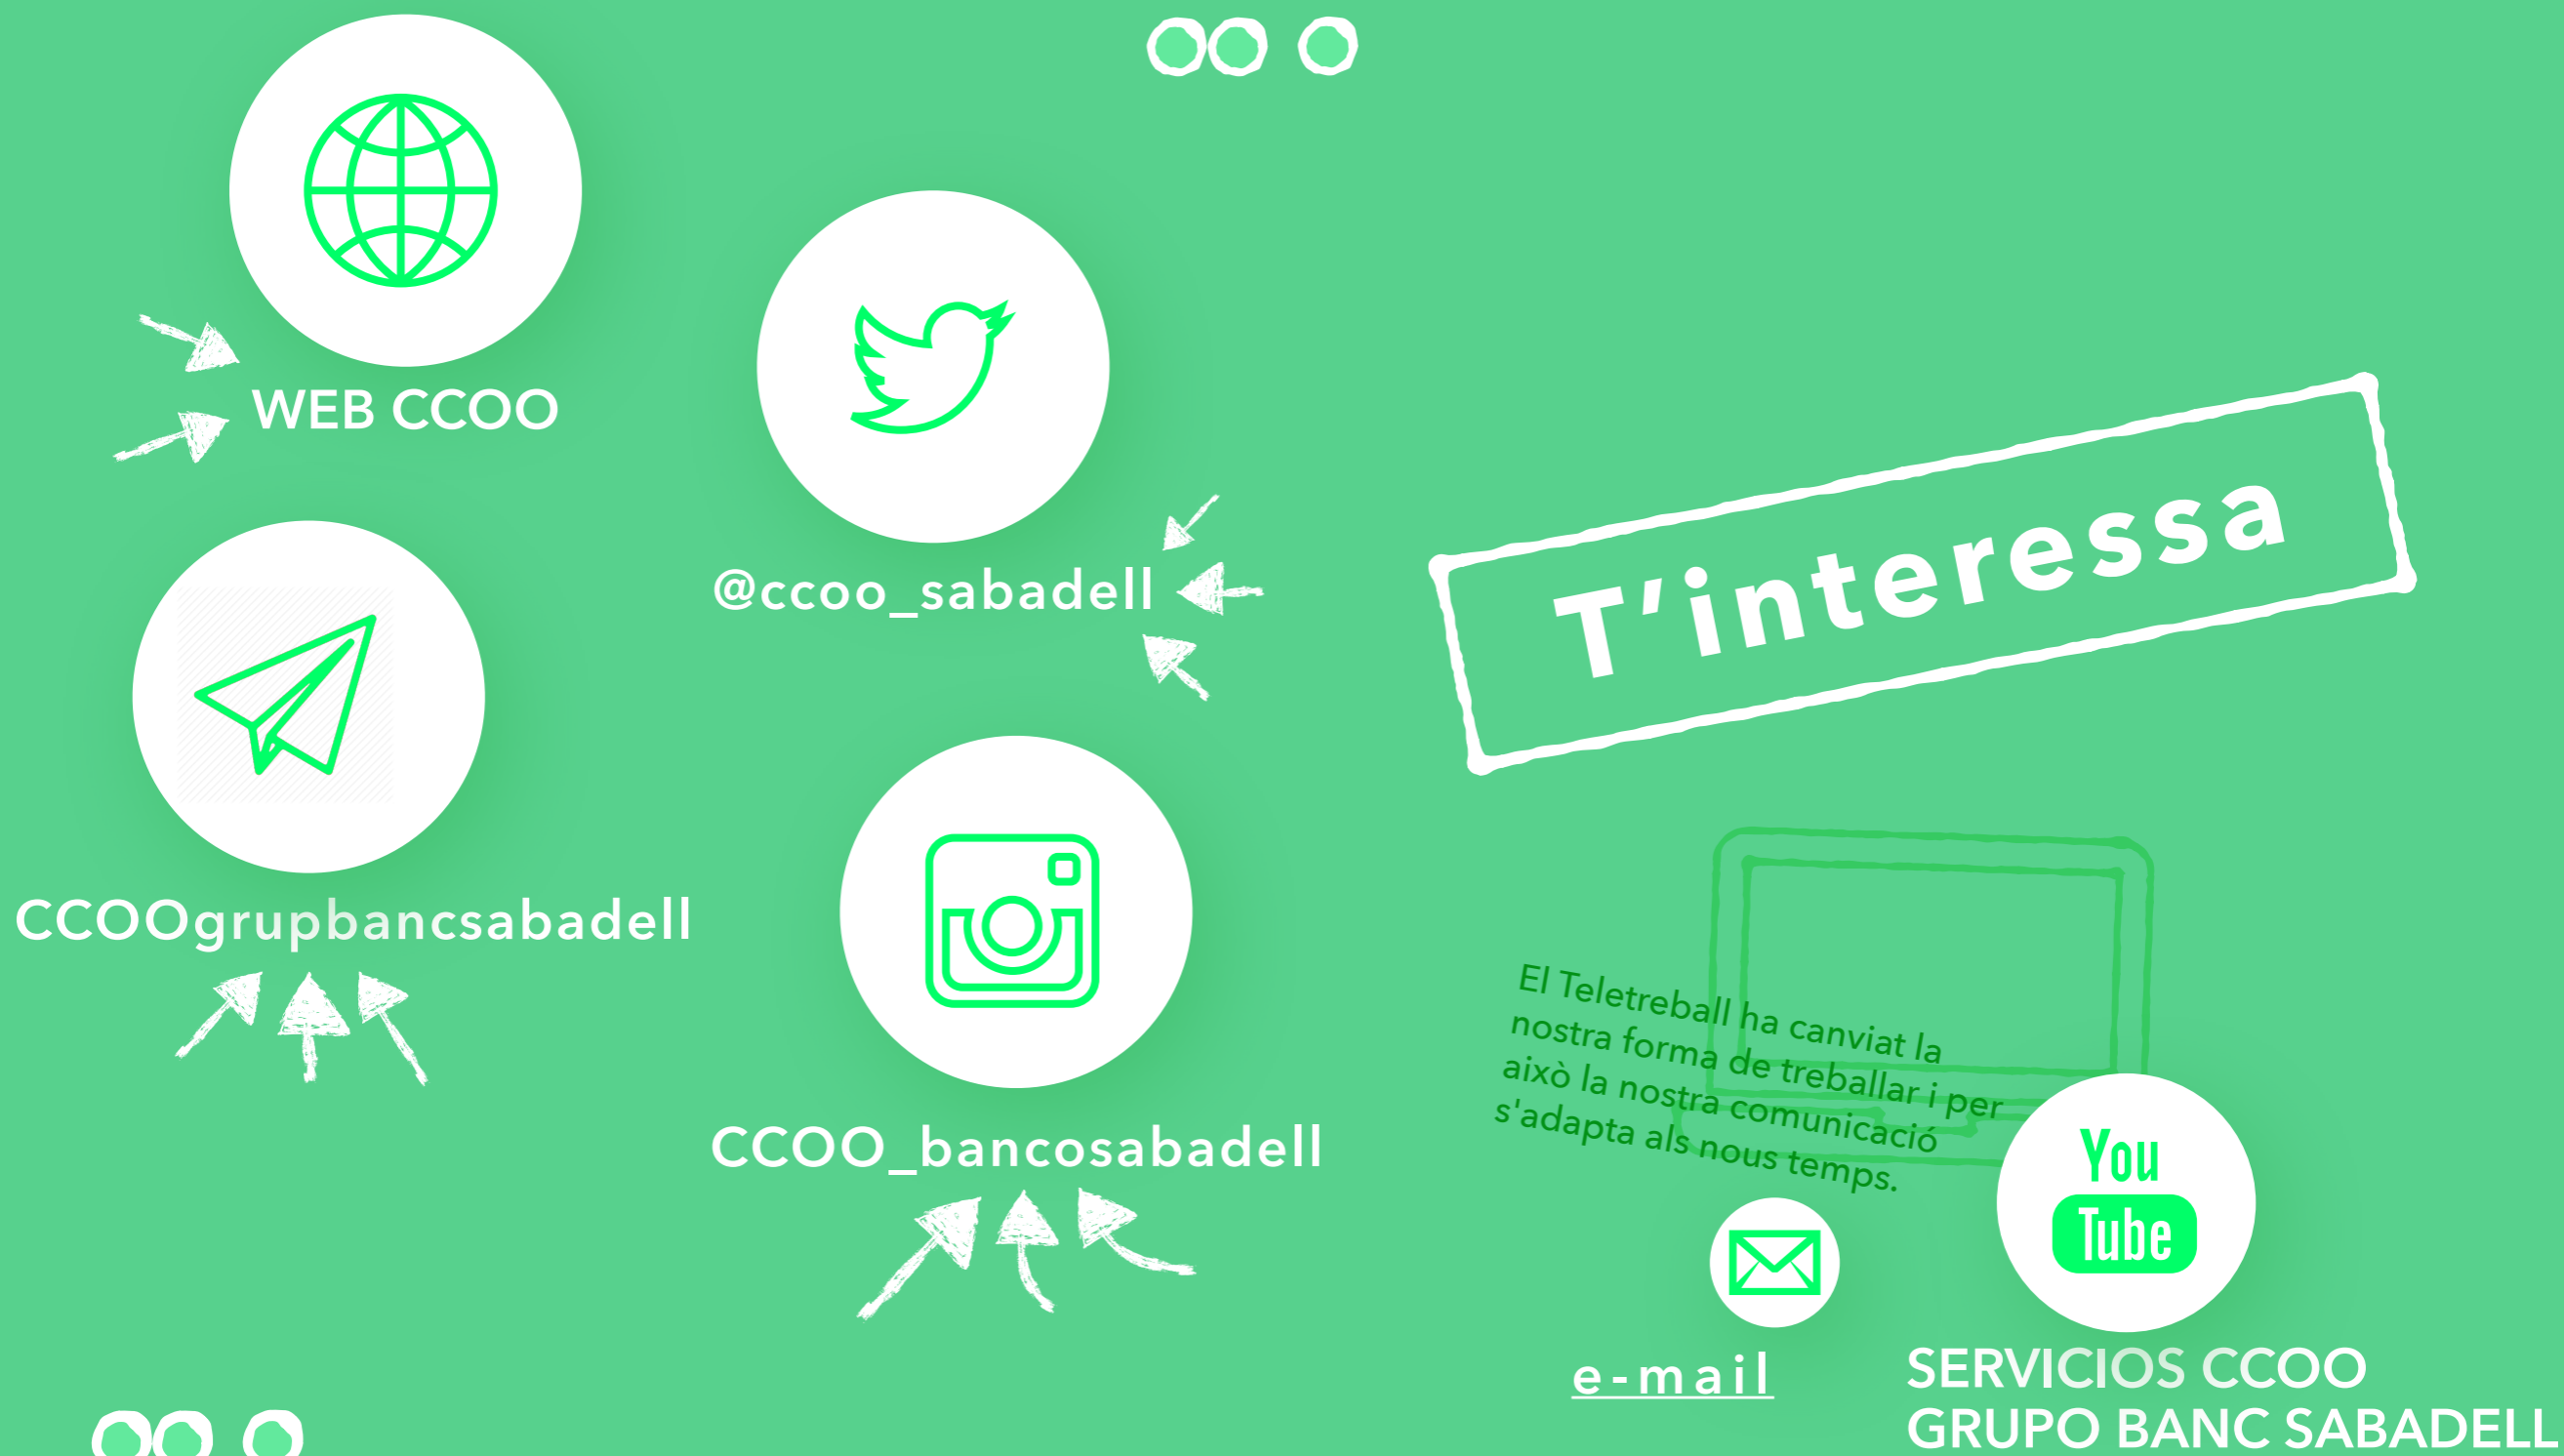 WEB CCOO
@ccoo_sabadell
CCOOgrupbancsabadell
CCOO_bancosabadell
T'interessa
El Teletreball ha canviat la
nostra forma de treballar i per
això la nostra comunicació
s'adapta als nous temps.
You
Tube
e-mail
SERVICIOS CCOO
GRUPO BANC SABADELL